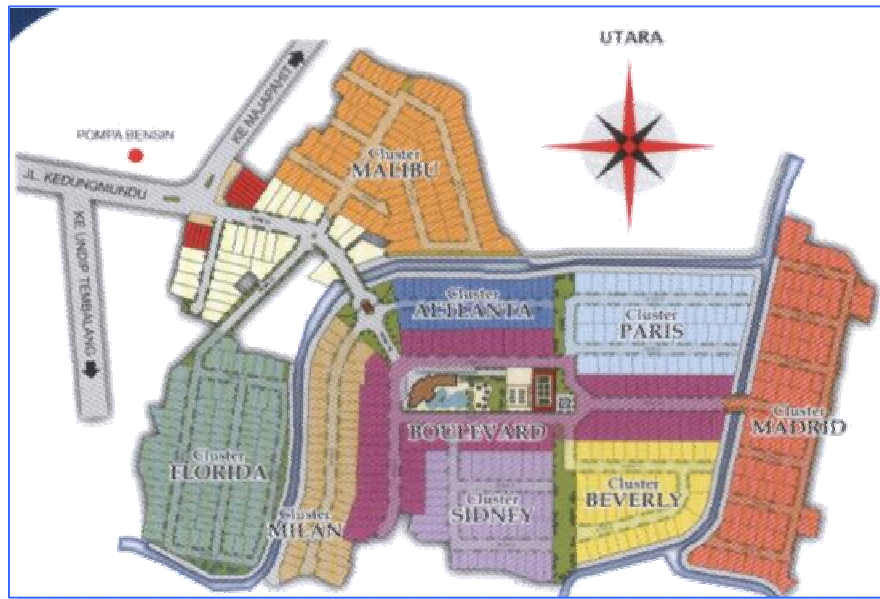 UTARA
KE MAJAPAHIT
POMPA BENSIN
JL. KEDUNGMUNDU
KE UNDIP TEMBALANG
Cluster
MALIBU
Cluster
ATLANTA
Cluster
PARIS
Cluster
MADRID
BOULEVARD
Cluster
FLORIDA
Cluster
MILAN
Cluster
SIDNEY
Cluster
BEVERLY